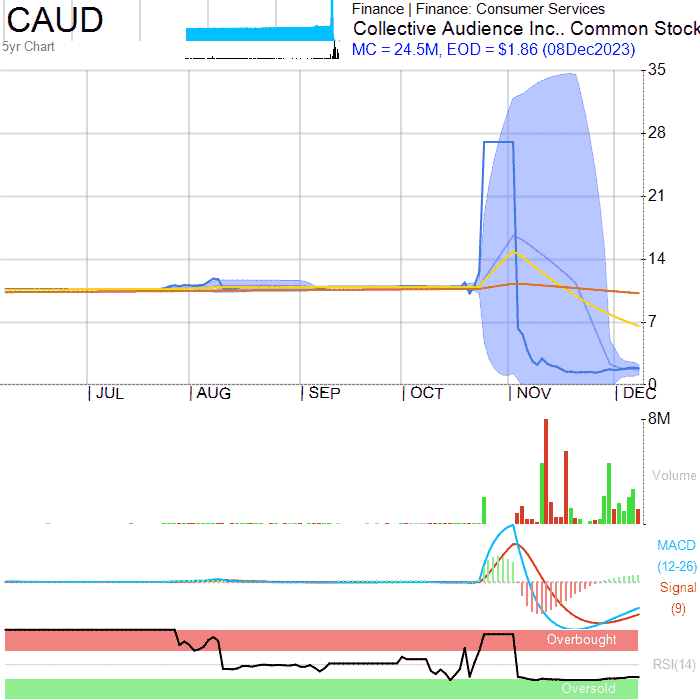 CAUD
5yr Chart
Finance | Finance: Consumer Services
Collective Audience Inc.. Common Stock
MC = 24.5M, EOD = $1.86 (08Dec2023)
35
28
21
14
7
0
JUL
AUG
SEP
OCT
NOV
DEC
8M
Volume
MACD
(12-26)
Signal
(9)
Overbought
RSI(14)
Oversold